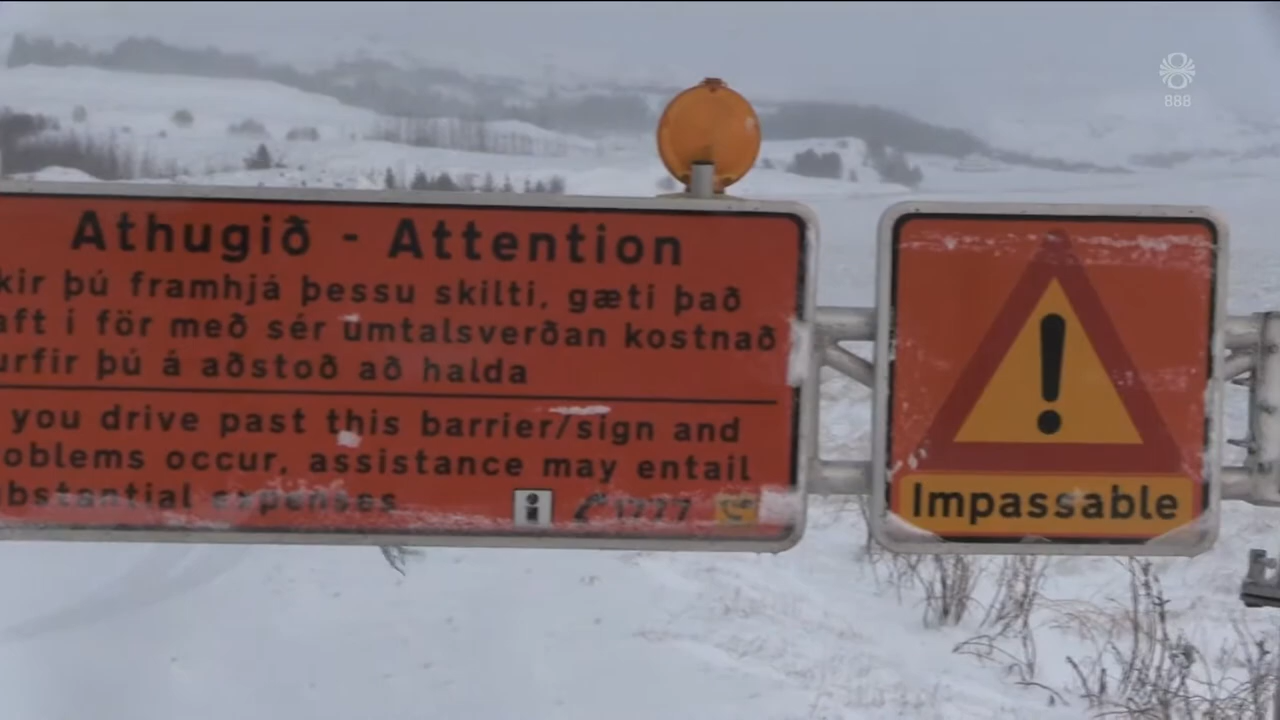 Athugið - Attention
kir þú framhjá þessu skilti, gæti það
aft í för með sér umtalsverðan kostnað
urfir þú á aðstoð að halda
you drive past this barrier/sign and
oblems occur, assistance may entail
bstantial expenses
i 1777
Impassable
888